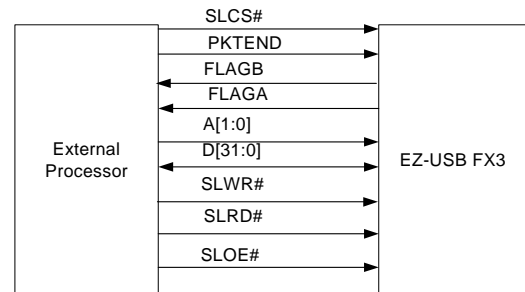 SLCS#
PKTEND
FLAGB
FLAGA
A[1:0]
D[31:0]
SLWR#
SLRD#
SLOE#
External
Processor
EZ-USB FX3